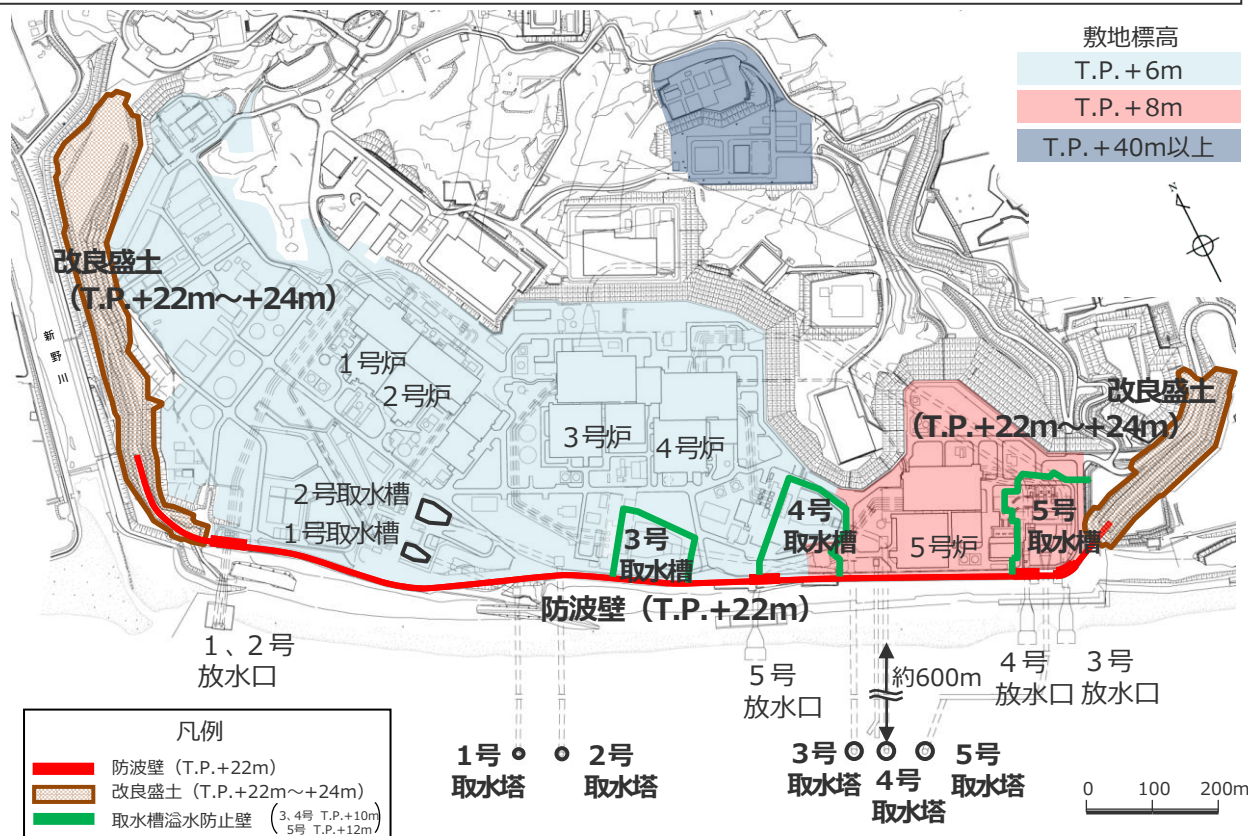 敷地標高
T.P.+6m
T.P.+8m
T.P.+40m以上
N
改良盛土
(T.P.+22m～+24m)
新野川
1号炉
2号炉
3号炉
4号炉
改良盛土
(T.P.+22m～+24m)
2号取水槽
1号取水槽
3号
取水槽
4号
取水槽
5号炉
5号
取水槽
防波壁（T.P.+22m）
1、2号
放水口
5号
放水口
約600m
4号
放水口
3号
放水口
1号
取水塔
2号
取水塔
3号
取水塔
4号
取水塔
5号
取水塔
凡例
防波壁（T.P.+22m）
改良盛土（T.P.+22m～+24m）
取水槽溢水防止壁（3、4号 T.P.+10m
5号 T.P.+12m）
0 100 200m